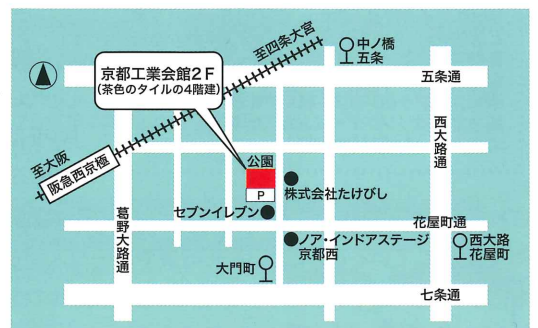 至四条大宮
中ノ橋
五条
京都工業会館2F
(茶色のタイルの4階建)
五条通
西大路通
至大阪
阪急西京極
公園
P
株式会社たけびし
セブンイレブン
葛野大路通
花屋町通
ノア・インドアステージ
京都西
西大路
花屋町
大門町
七条通